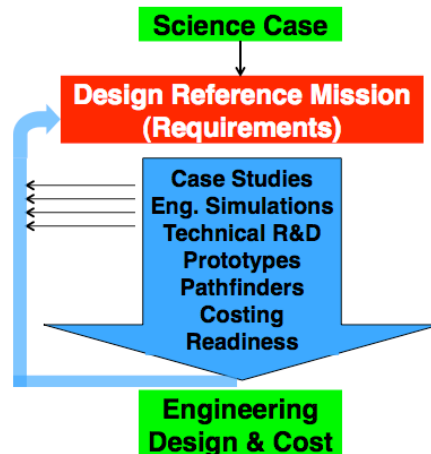 Science Case
Design Reference Mission
(Requirements)
Case Studies
Eng. Simulations
Technical R&D
Prototypes
Pathfinders
Costing
Readiness
Engineering
Design & Cost